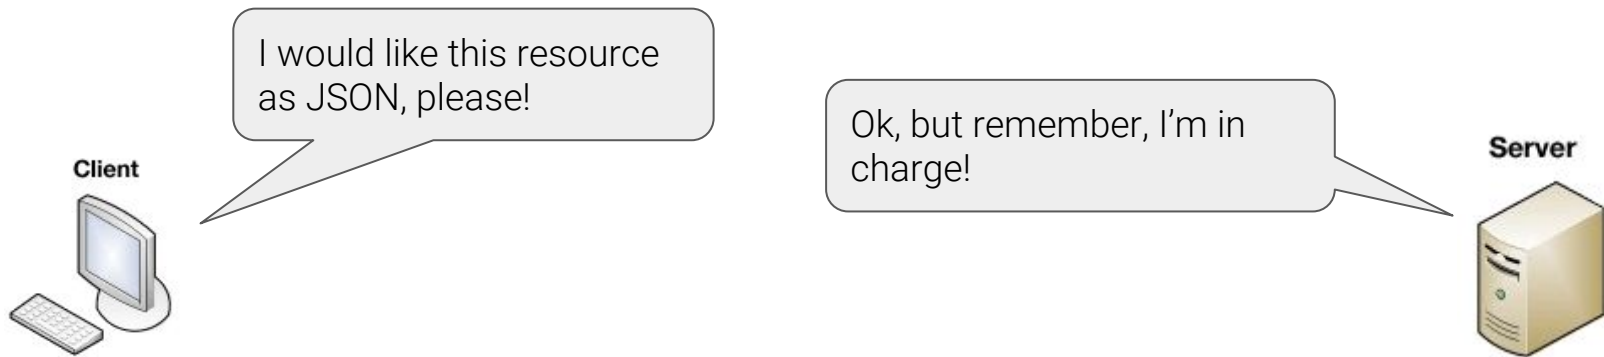 I would like this resource
as JSON, please!
Client
Ok, but remember, I'm in
charge!
Server